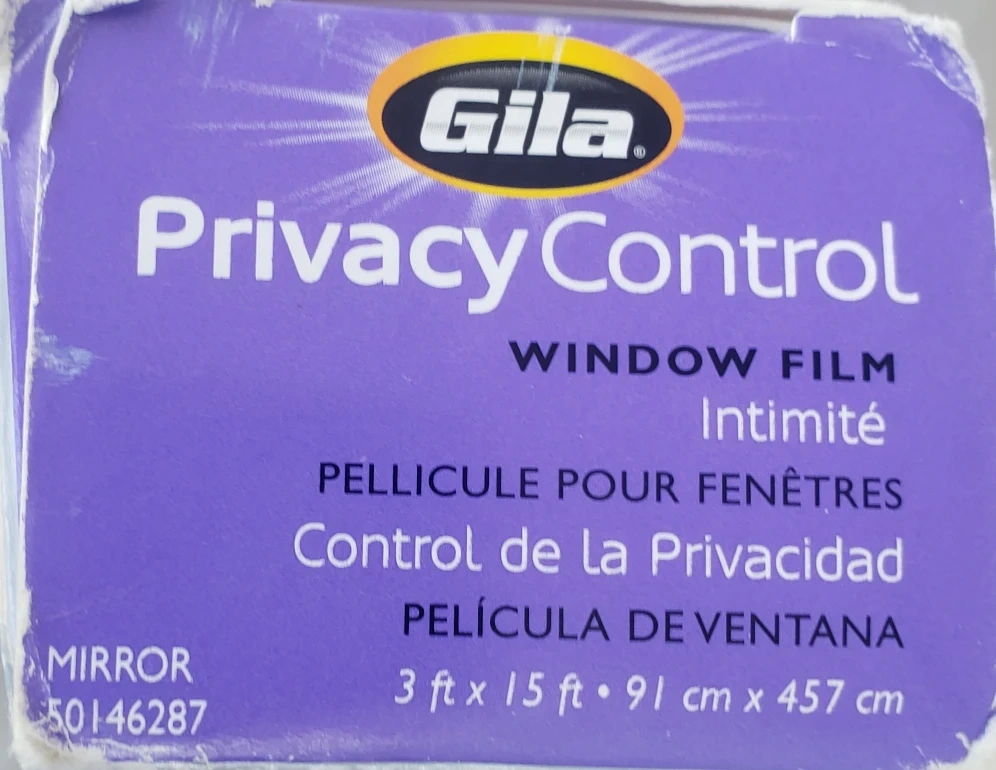 Gila®
PrivacyControl
WINDOW FILM
Intimité
PELLICULE POUR FENÊTRES
Control de la Privacidad
PELÍCULA DE VENTANA
MIRROR
50146287
3 ft x 15 ft • 91 cm x 457 cm